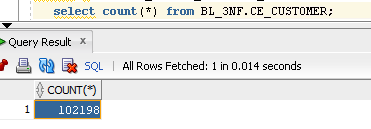 select count(*) from BL_3NF.CE_CUSTOMER;
Query Result ×
SQL | All Rows Fetched: 1 in 0.014 seconds
COUNT(*)
1 102198